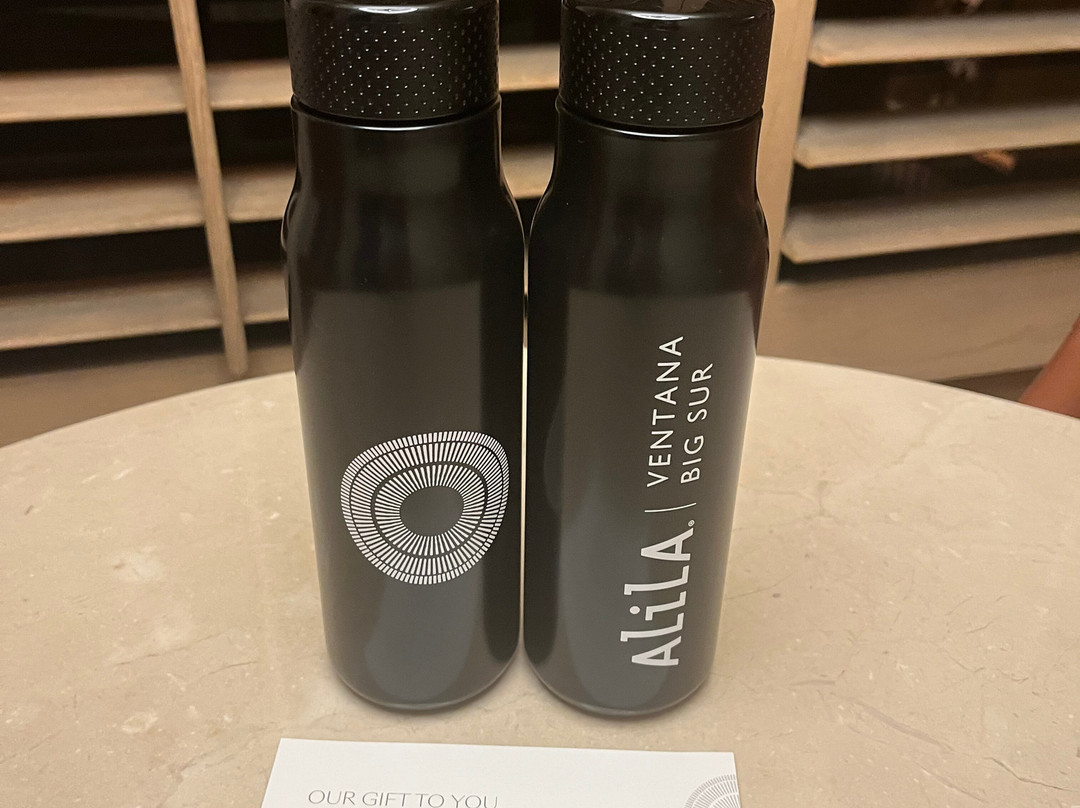 ALiLA® | VENTANA
BIG SUR
OUR GIFT TO YOU